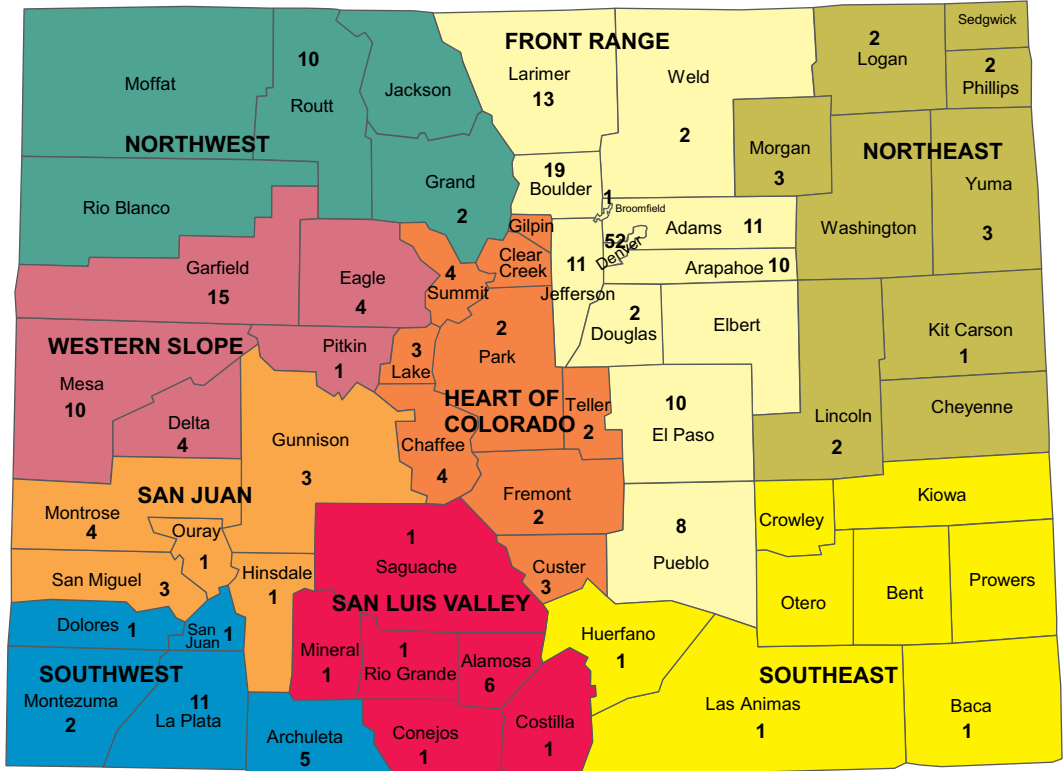 FRONT RANGE
Larimer
13
Weld
2
2
Logan
Sedgwick
2
Phillips
Moffat
10
Routt
Jackson
NORTHWEST
Morgan
3
NORTHEAST
Yuma
3
19
Boulder
Grand
2
Rio Blanco
1
Broomfield
Washington
Gilpin
52
Denver
Adams 11
Clear
Creek
11
Jefferson
Arapahoe 10
Garfield
15
Eagle
4
4
Summit
2
Park
2
Douglas
Elbert
Kit Carson
1
WESTERN SLOPE
Pitkin
1
3
Lake
Mesa
10
HEART OF
COLORADO
Teller
2
10
El Paso
Cheyenne
Lincoln
2
Delta
4
Gunnison
3
Chaffee
4
SAN JUAN
Montrose
4
Ouray
1
Fremont
2
Kiowa
Crowley
8
Pueblo
1
Saguache
Custer
3
San Miguel
3
Hinsdale
1
Otero
Bent
Prowers
SAN LUIS VALLEY
Dolores 1
San
Juan
1
Huerfano
1
Mineral
1
1
Rio Grande
Alamosa
6
SOUTHWEST
Montezuma
2
11
La Plata
SOUTHEAST
Las Animas
1
Baca
1
Archuleta
5
Conejos
1
Costilla
1